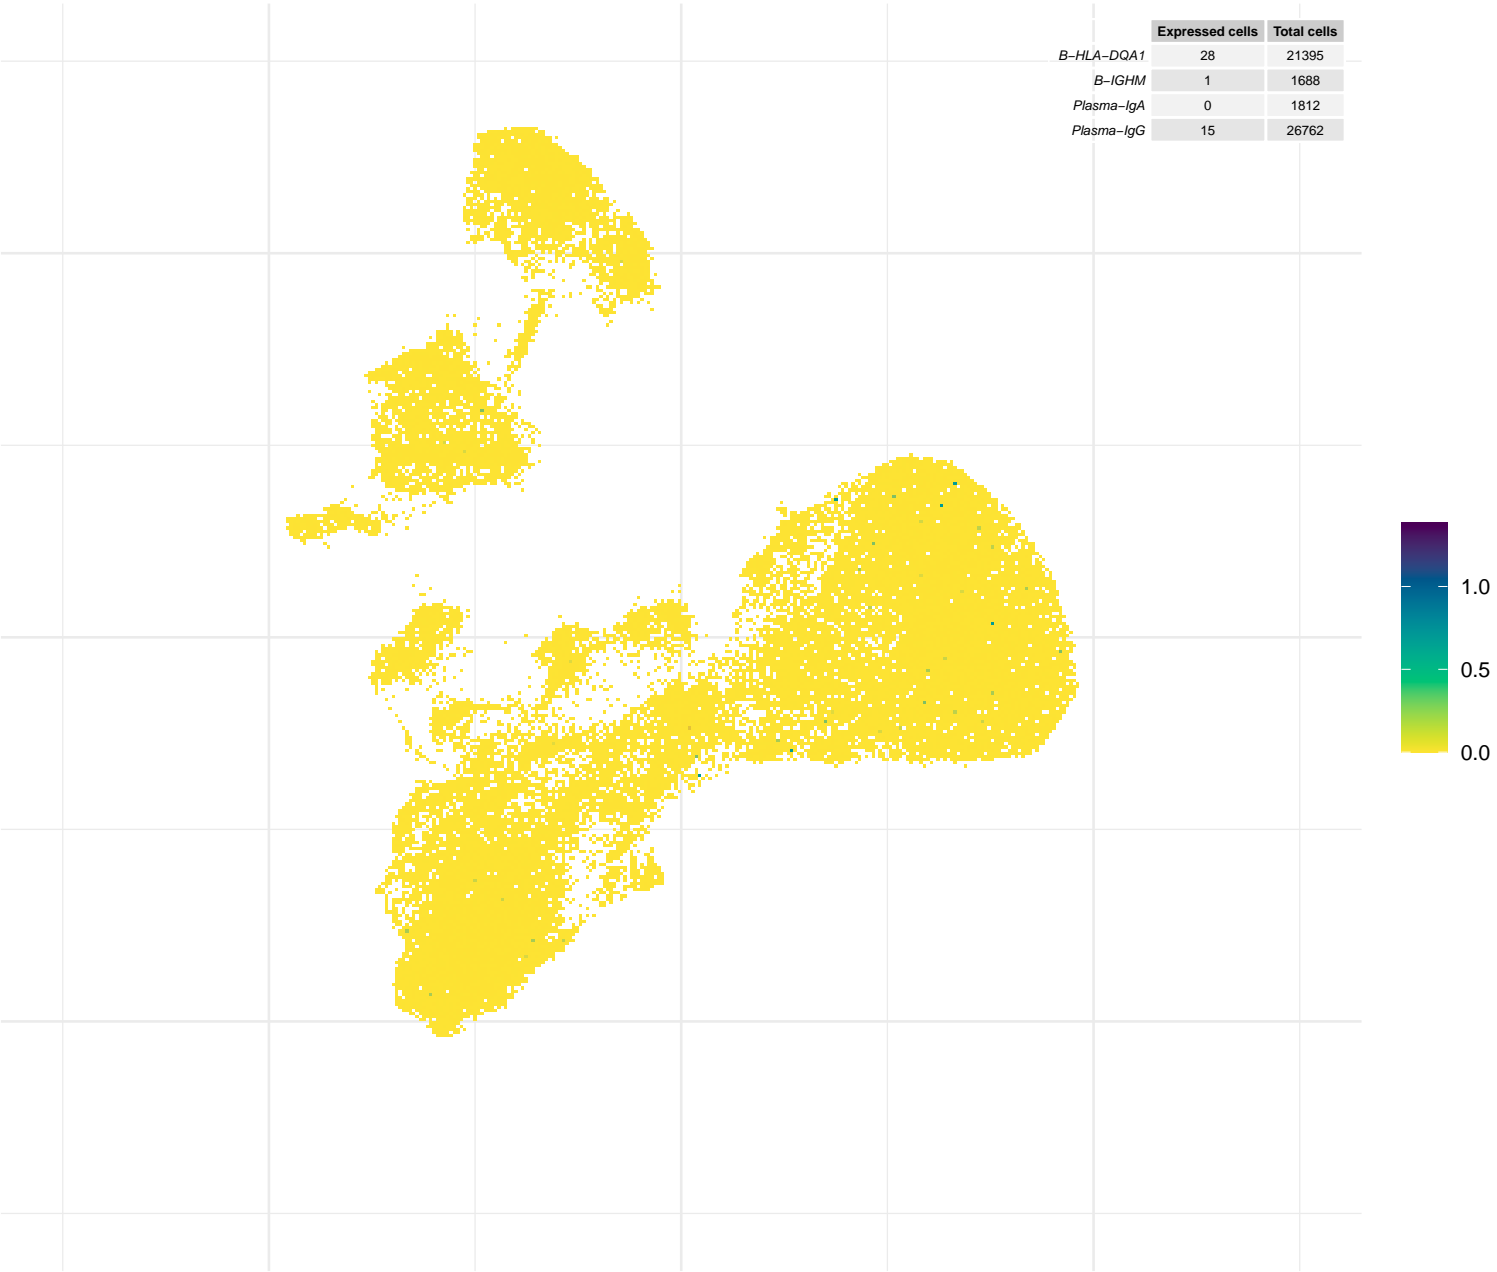 Expressed cells Total cells
B−HLA−DQA1 28 21395
B−IGHM 1 1688
Plasma−IgA 0 1812
Plasma−IgG 15 26762
1.0
0.5
0.0